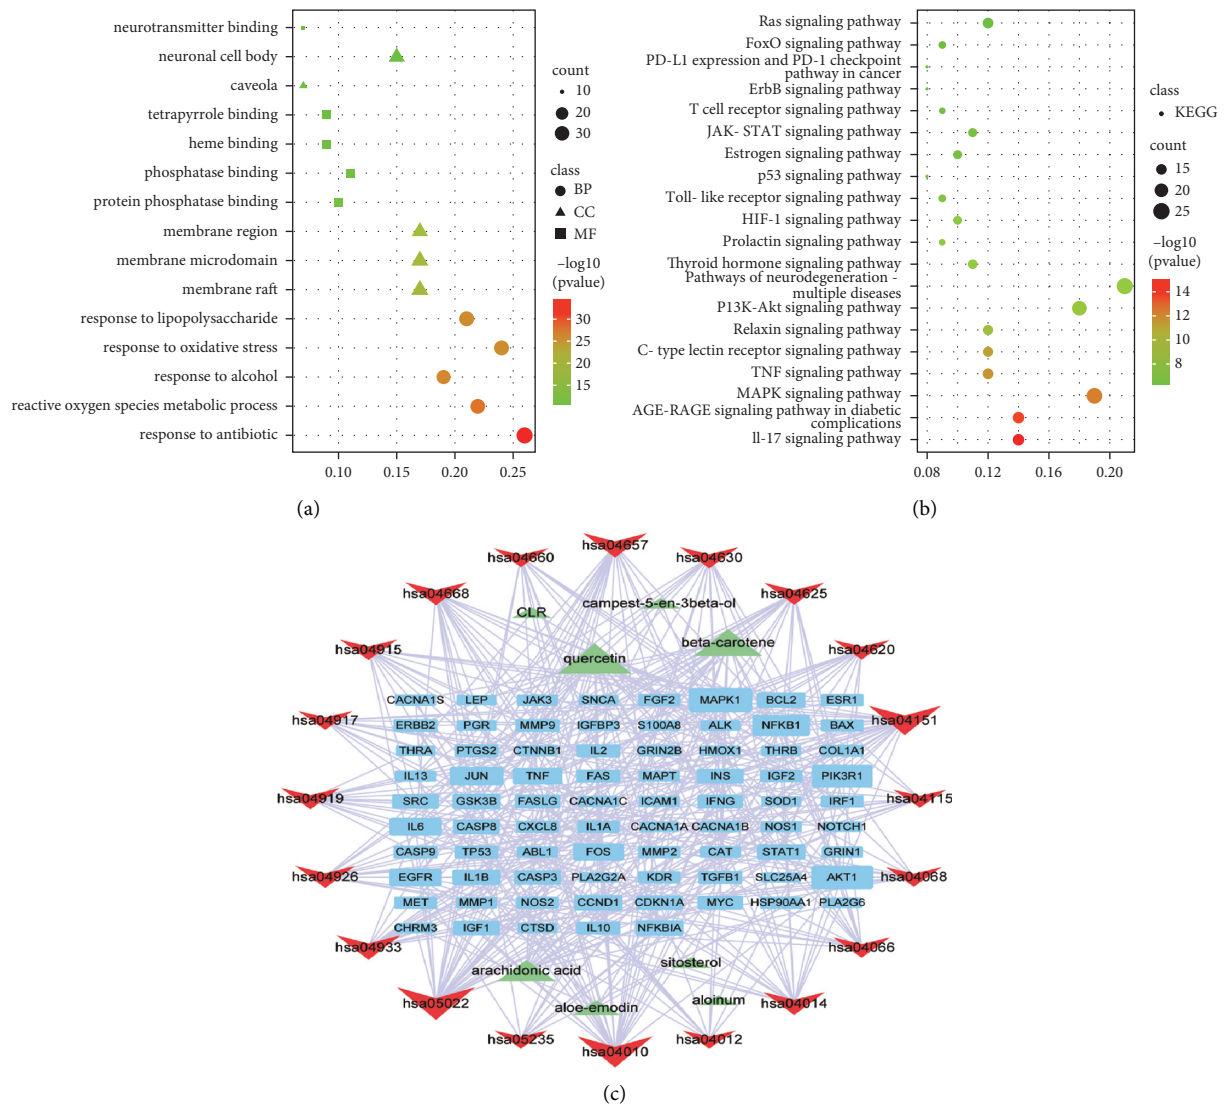 neurotransmitter binding
neuronal cell body
caveola
tetrapyrrole binding
heme binding
phosphatase binding
protein phosphatase binding
membrane region
membrane microdomain
membrane raft
response to lipopolysaccharide
response to oxidative stress
response to alcohol
reactive oxygen species metabolic process
response to antibiotic
0.10 0.15 0.20 0.25
count
10
20
30
class
BP
CC
MF
–log10
(pvalue)
30
25
20
15
(a)
Ras signaling pathway
FoxO signaling pathway
PD-L1 expression and PD-1 checkpoint
pathway in cancer
ErbB signaling pathway
T cell receptor signaling pathway
JAK- STAT signaling pathway
Estrogen signaling pathway
p53 signaling pathway
Toll- like receptor signaling pathway
HIF-1 signaling pathway
Prolactin signaling pathway
Thyroid hormone signaling pathway
Pathways of neurodegeneration -
multiple diseases
P13K-Akt signaling pathway
Relaxin signaling pathway
C- type lectin receptor signaling pathway
TNF signaling pathway
MAPK signaling pathway
AGE-RAGE signaling pathway in diabetic
complications
ll-17 signaling pathway
0.08 0.12 0.16 0.20
class
KEGG
count
15
20
25
–log10
(pvalue)
14
12
10
8
(b)
hsa04657
hsa04660 hsa04630
hsa04668 hsa04625
CLR campest-5-en-3beta-ol
hsa04915 quercetin beta-carotene hsa04620
CACNA1S LEP JAK3 SNCA FGF2 MAPK1 BCL2 ESR1
hsa04917 ERBB2 PGR MMP9 IGFBP3 S100A8 ALK NFKB1 BAX hsa04151
THRA PTGS2 CTNNB1 IL2 GRIN2B HMOX1 THRB COL1A1
IL13 JUN TNF FAS MAPT INS IGF2 PIK3R1
hsa04919 SRC GSK3B FASLG CACNA1C ICAM1 IFNG SOD1 IRF1 hsa04115
IL6 CASP8 CXCL8 IL1A CACNA1A CACNA1B NOS1 NOTCH1
CASP9 TP53 ABL1 FOS MMP2 CAT STAT1 GRIN1
hsa04926 EGFR IL1B CASP3 PLA2G2A KDR TGFB1 SLC25A4 AKT1 hsa04068
MET MMP1 NOS2 CCND1 CDKN1A MYC HSP90AA1 PLA2G6
CHRM3 IGF1 CTSD IL10 NFKBIA
hsa04933 hsa04066
arachidonic acid sitosterol
hsa05022 aloe-emodin aloinum hsa04014
hsa05235 hsa04012
hsa04010
(c)